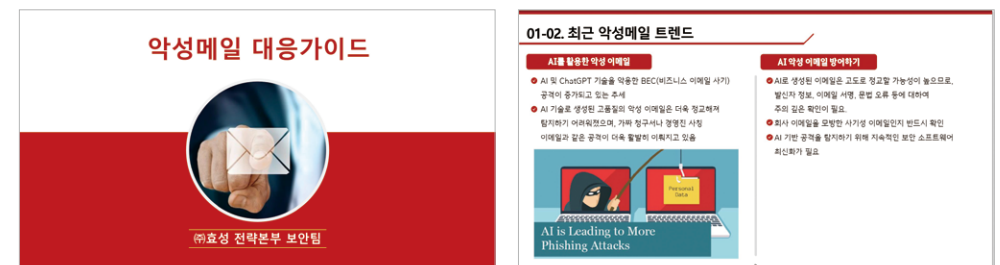 악성메일 대응가이드
㈜효성 전략본부 보안팀
01-02. 최근 악성메일 트렌드
AI를 활용한 악성 이메일
AI 및 ChatGPT 기술을 악용한 BEC(비즈니스 이메일 사기)
공격이 증가되고 있는 추세
AI 기술로 생성된 고품질의 악성 이메일은 더욱 정교해져
탐지하기 어려워졌으며, 가짜 청구서나 경영진 사칭
이메일과 같은 공격이 더욱 활발히 이뤄지고 있음
Personal
Data
AI is Leading to More
Phishing Attacks
AI 악성 이메일 방어하기
AI로 생성된 이메일은 고도로 정교할 가능성이 높으므로,
발신자 정보, 이메일 서명, 문법 오류 등에 대하여
주의 깊은 확인이 필요.
회사 이메일을 모방한 사기성 이메일인지 반드시 확인
AI 기반 공격을 탐지하기 위해 지속적인 보안 소프트웨어
최신화가 필요